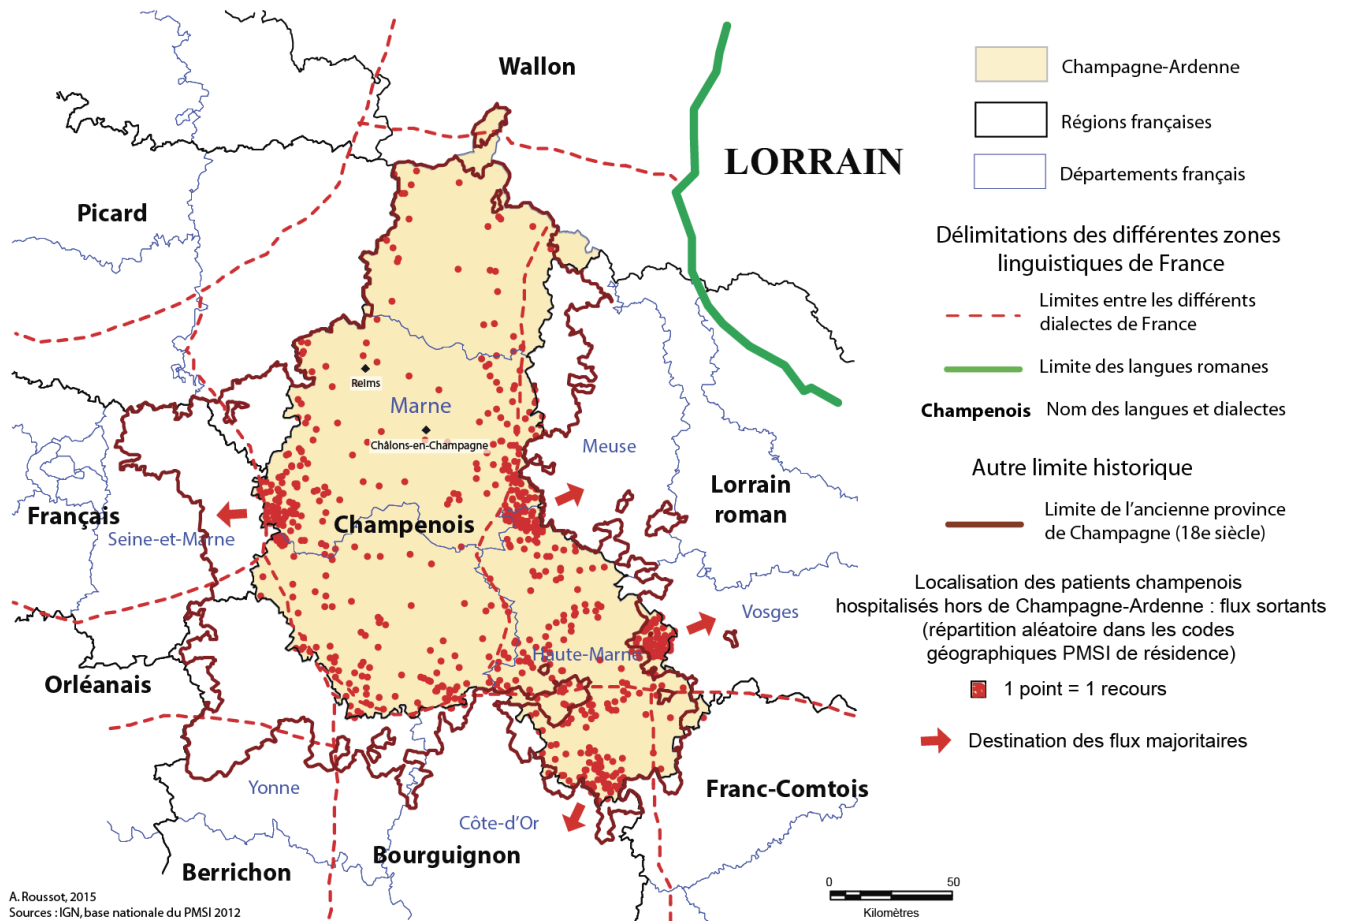 Wallon
LORRAIN
Picard
Reims
Marne
Châlons-en-Champagne
Meuse
Lorrain
roman
Français
Champenois
Seine-et-Marne
Vosges
Haute-Marne
Orléanais
Yonne
Franc-Comtois
Côte-d'Or
Bourguignon
Berrichon
A. Roussot, 2015
Sources : IGN, base nationale du PMSI 2012
Champagne-Ardenne
Régions françaises
Départements français
Délimitations des différentes zones
linguistiques de France
Limites entre les différents
dialectes de France
Limite des langues romanes
Champenois Nom des langues et dialectes
Autre limite historique
Limite de l'ancienne province
de Champagne (18e siècle)
Localisation des patients champenois
hospitalisés hors de Champagne-Ardenne : flux sortants
(répartition aléatoire dans les codes
géographiques PMSI de résidence)
1 point = 1 recours
Destination des flux majoritaires
0 50
Kilomètres